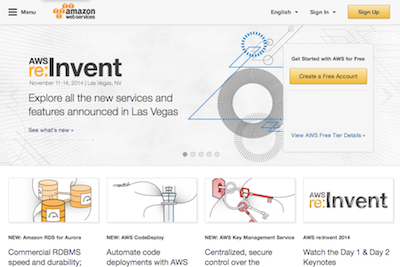 Menu
amazon
web services
English
Sign In
Sign Up
AWS
re:Invent
November 11-14, 2014 | Las Vegas, NV
Explore all the new services and
features announced in Las Vegas
See what's new »
Get Started with AWS for Free
Create a Free Account
View AWS Free Tier Details »
AWS
re:Invent
NEW: Amazon RDS for Aurora
Commercial RDBMS
speed and durability;
NEW: AWS CodeDeploy
Automate code
deployments with AWS
NEW: AWS Key Management Service
Centralized, secure
control over the
AWS re:Invent 2014
Watch the Day 1 & Day 2
Keynotes